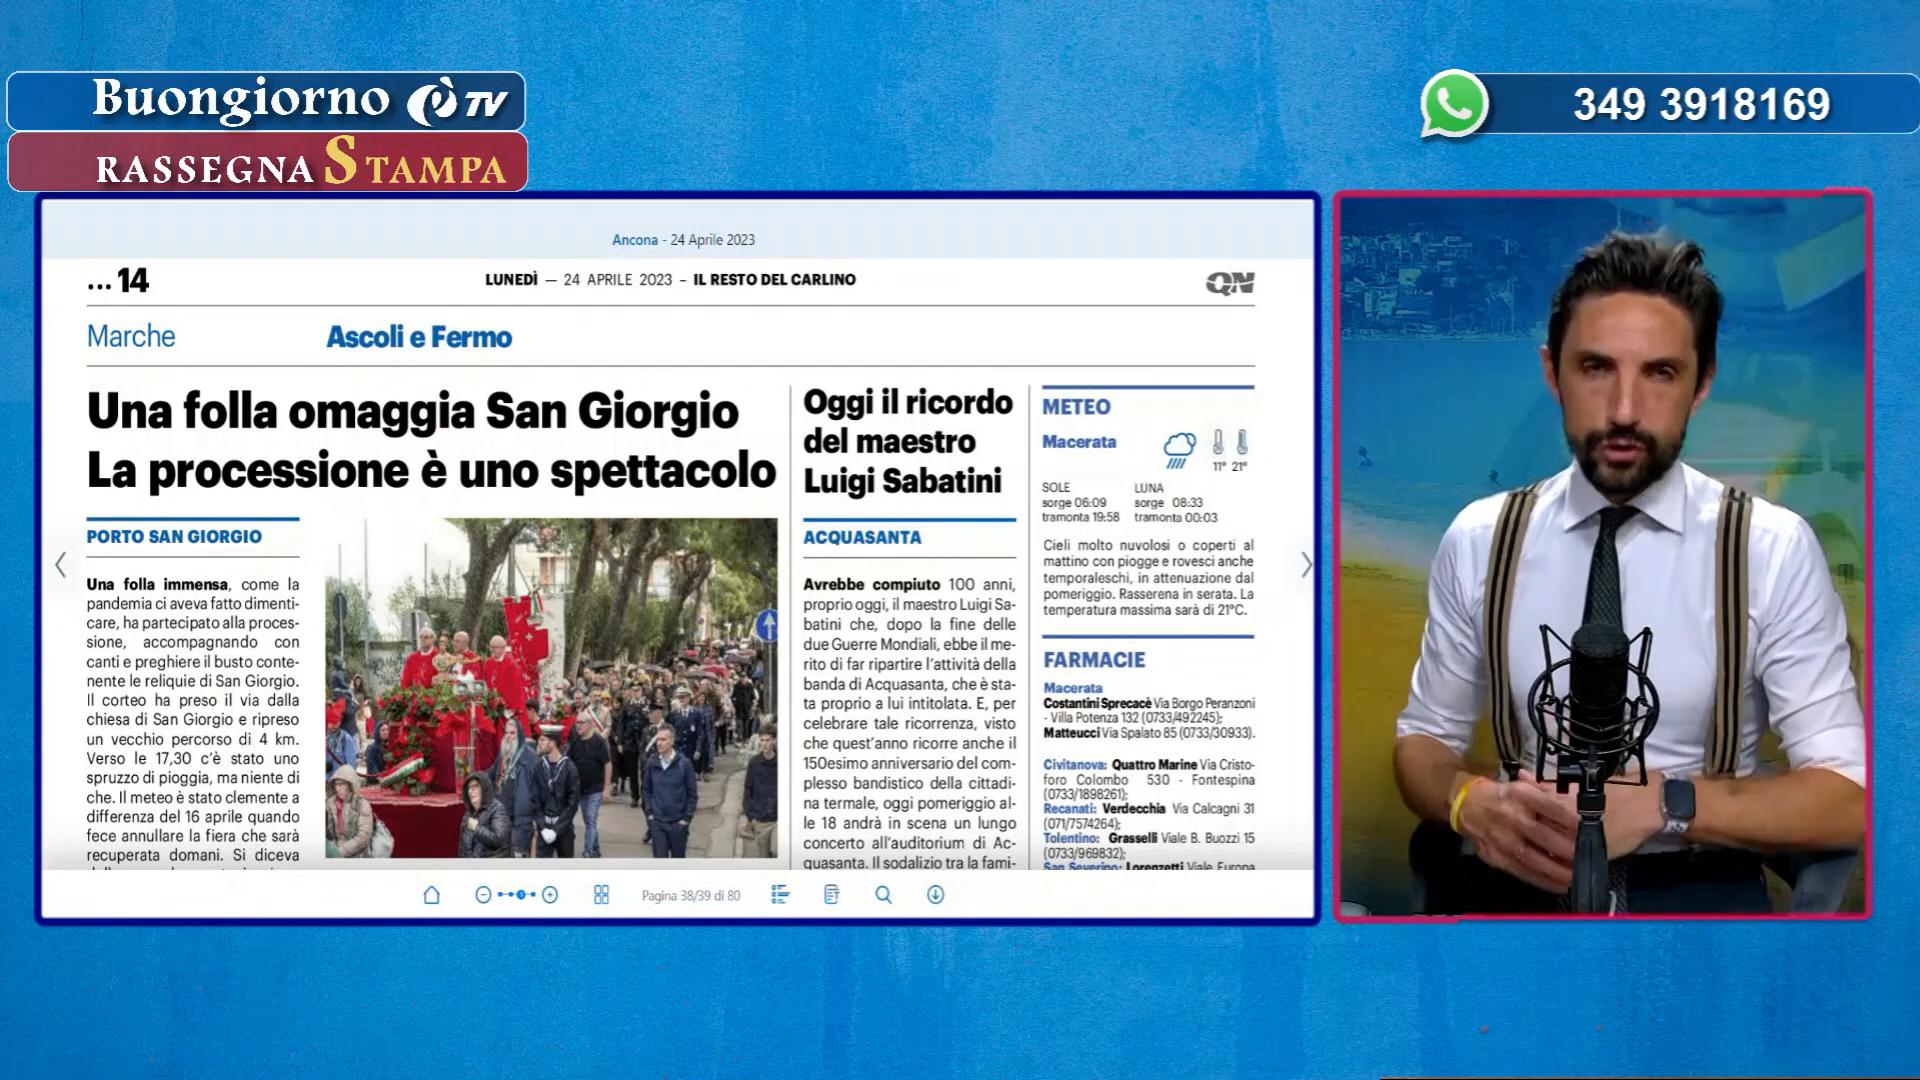 Buongiorno è TV
RASSEGNA STAMPA
349 3918169
Ancona - 24 Aprile 2023
... 14
LUNEDÌ — 24 APRILE 2023 – IL RESTO DEL CARLINO
QN
Marche
Ascoli e Fermo
Una folla omaggia San Giorgio
La processione è uno spettacolo
PORTO SAN GIORGIO
Una folla immensa, come la
pandemia ci aveva fatto dimenti-
care, ha partecipato alla proces-
sione, accompagnando con
canti e preghiere il busto conte-
nente le reliquie di San Giorgio.
Il corteo ha preso il via dalla
chiesa di San Giorgio e ripreso
un vecchio percorso di 4 km.
Verso le 17,30 c'è stato uno
spruzzo di pioggia, ma niente di
che. Il meteo è stato clemente a
differenza del 16 aprile quando
fece annullare la fiera che sarà
recuperata domani. Si diceva
Oggi il ricordo
del maestro
Luigi Sabatini
ACQUASANTA
Avrebbe compiuto 100 anni,
proprio oggi, il maestro Luigi Sa-
batini che, dopo la fine delle
due Guerre Mondiali, ebbe il me-
rito di far ripartire l'attività della
banda di Acquasanta, che è sta-
ta proprio a lui intitolata. E, per
celebrare tale ricorrenza, visto
che quest'anno ricorre anche il
150esimo anniversario del com-
plesso bandistico della cittadi-
na termale, oggi pomeriggio al-
le 18 andrà in scena un lungo
concerto all'auditorium di Ac-
quasanta. Il sodalizio tra la fami-
METEO
Macerata
11° 21°
SOLE
sorge 06:09
tramonta 19:58
LUNA
sorge 08:33
tramonta 00:03
Cieli molto nuvolosi o coperti al
mattino con piogge e rovesci anche
temporaleschi, in attenuazione dal
pomeriggio. Rasserena in serata. La
temperatura massima sarà di 21°C.
FARMACIE
Macerata
Costantini Sprecacè Via Borgo Peranzoni
- Villa Potenza 132 (0733/492245);
Matteucci Via Spalato 85 (0733/30933).
Civitanova: Quattro Marine Via Cristo-
foro Colombo 530 - Fontespina
(0733/1898261);
Recanati: Verdecchia Via Calcagni 31
(071/7574264);
Tolentino: Grasselli Viale B. Buozzi 15
(0733/969832);
San Severino: Lorenzetti Viale Europa
Pagina 38/39 di 80